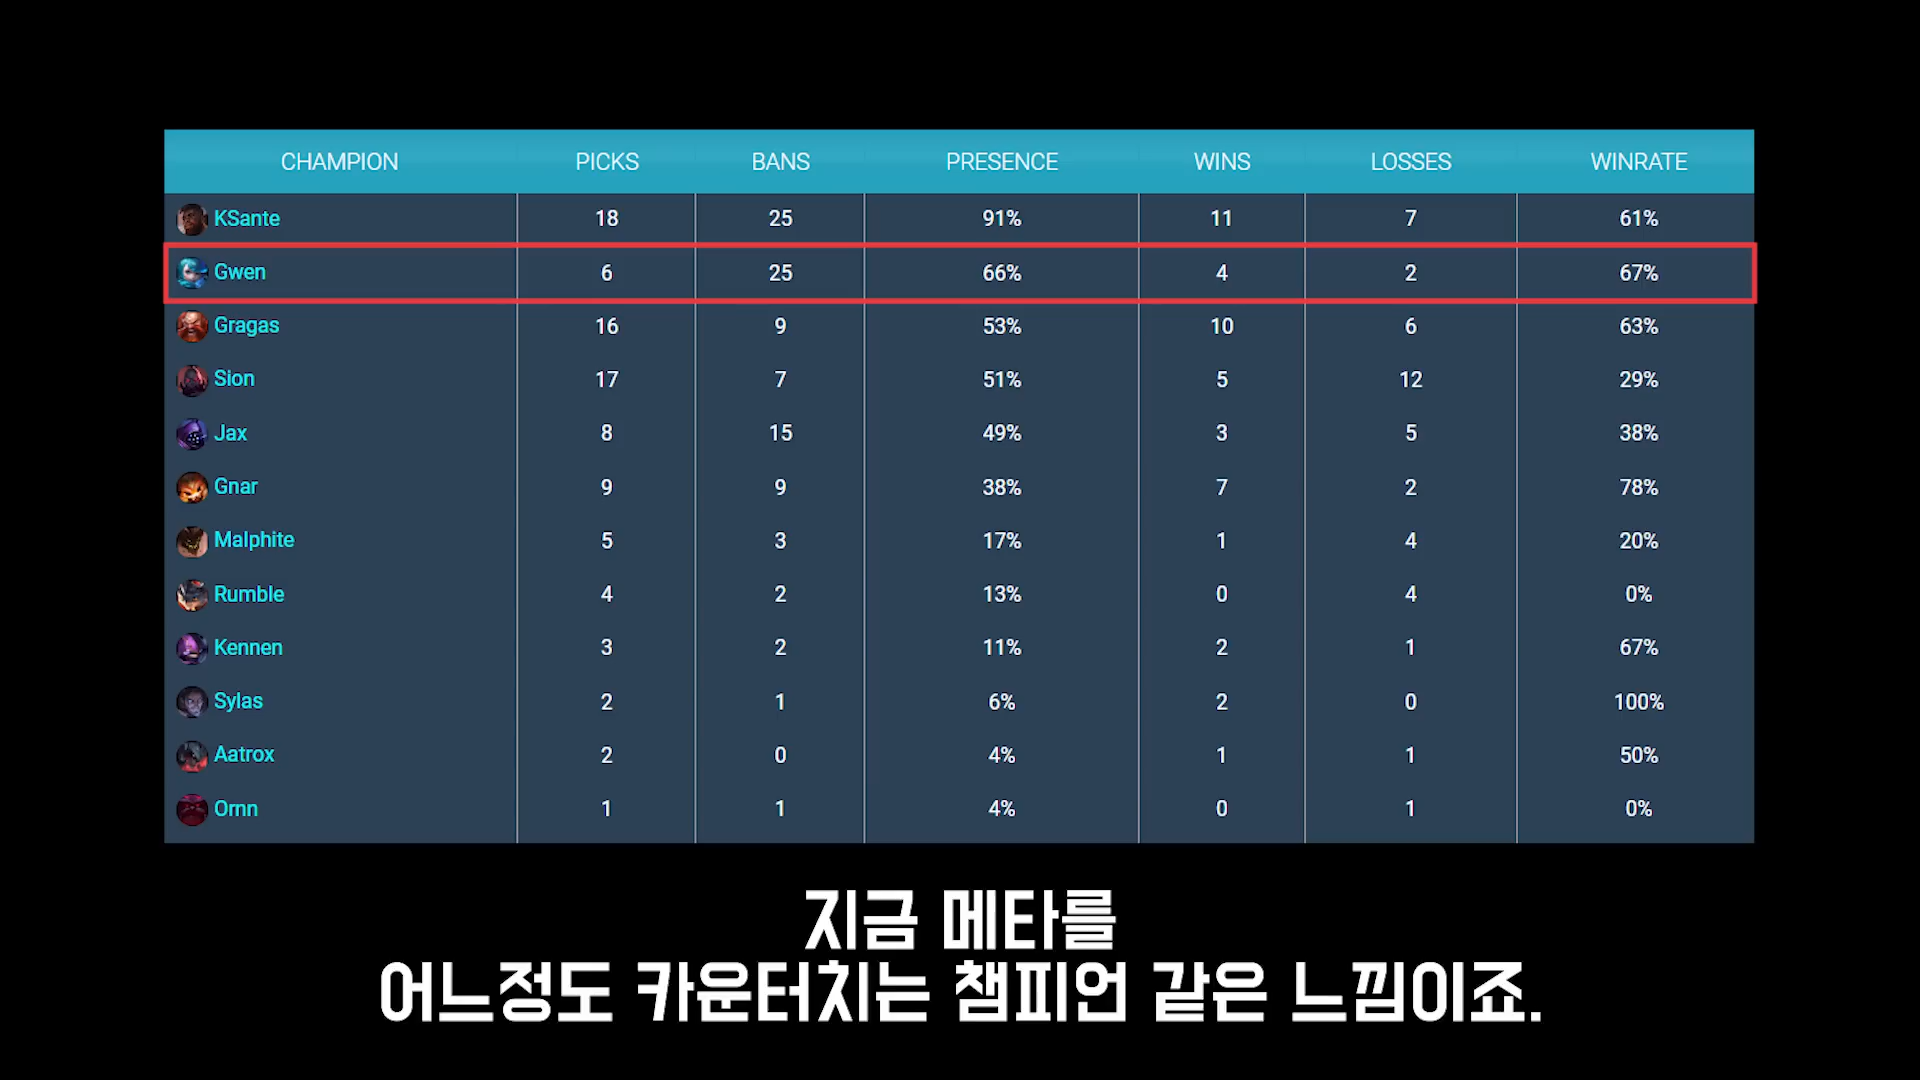 CHAMPION PICKS BANS PRESENCE WINS LOSSES WINRATE
KSante 18 25 91% 11 7 61%
Gwen 6 25 66% 4 2 67%
Gragas 16 9 53% 10 6 63%
Sion 17 7 51% 5 12 29%
Jax 8 15 49% 3 5 38%
Gnar 9 9 38% 7 2 78%
Malphite 5 3 17% 1 4 20%
Rumble 4 2 13% 0 4 0%
Kennen 3 2 11% 2 1 67%
Sylas 2 1 6% 2 0 100%
Aatrox 2 0 4% 1 1 50%
Ornn 1 1 4% 0 1 0%
지금 메타를
어느정도 카운터치는 챔피언 같은 느낌이죠.